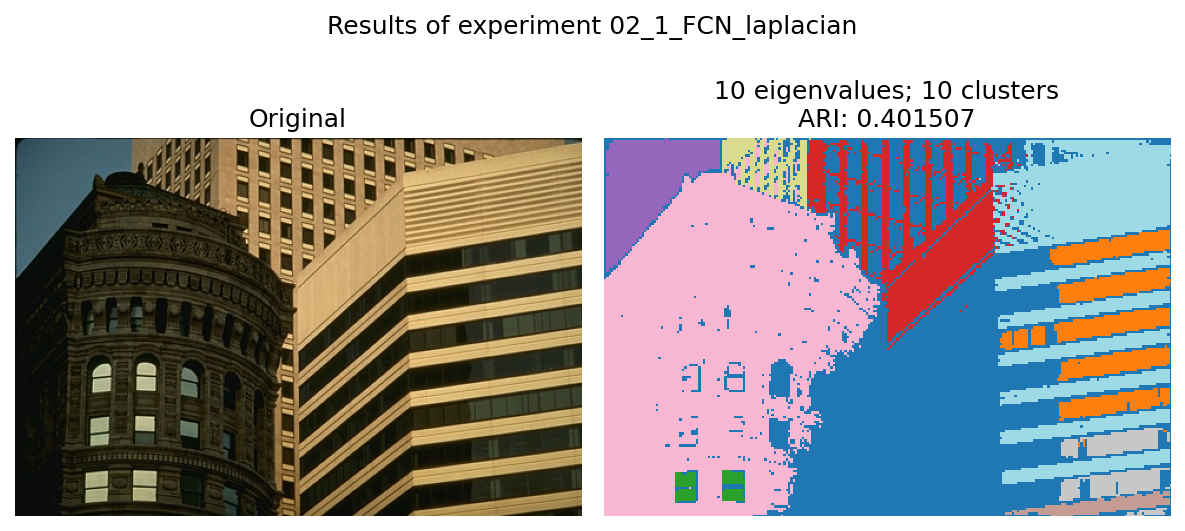 Results of experiment 02_1_FCN_laplacian
Original
10 eigenvalues; 10 clusters
ARI: 0.401507